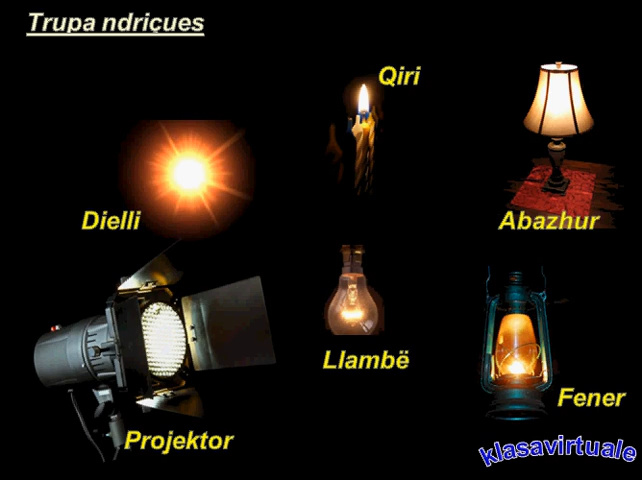 Trupa ndriçues
Qiri
Dielli
Abazhur
Llambë
Fener
Projektor
klasavirtuale